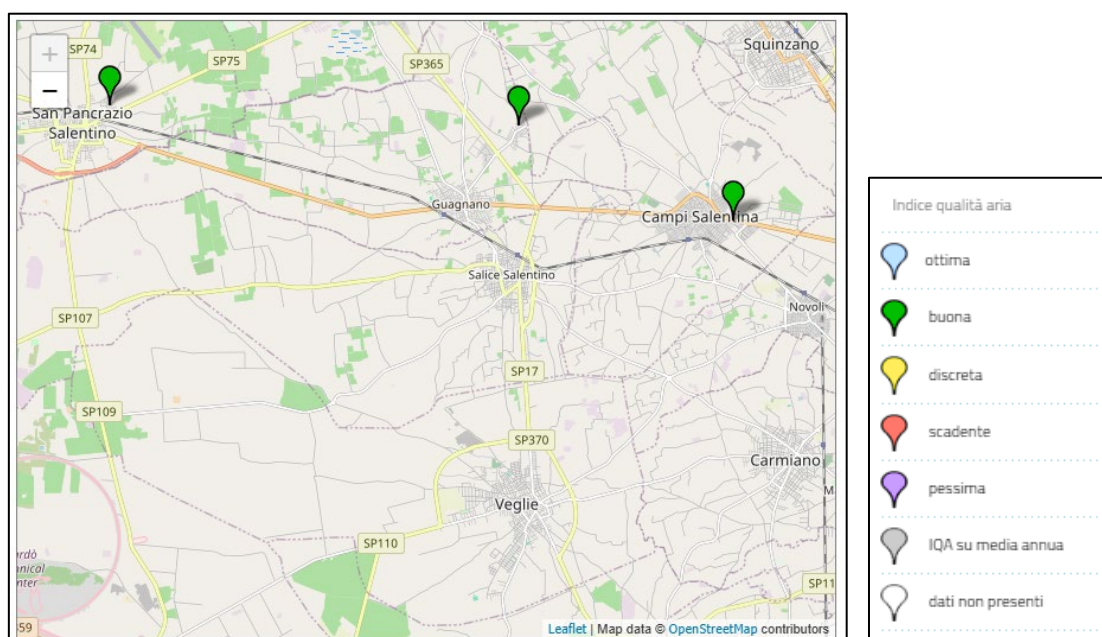 +
−
SP74
SP75
SP365
Squinzano
San Pancrazio
Salentino
Guagnano
Campi Salentina
Salice Salentino
Novoli
SP107
SP17
SP109
SP370
Carmiano
Veglie
SP110
SP11
Leaflet | Map data © OpenStreetMap contributors
Indice qualità aria
ottima
buona
discreta
scadente
pessima
IQA su media annua
dati non presenti